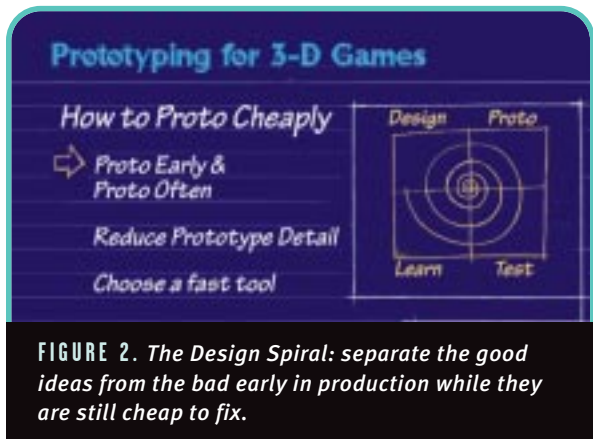 Prototyping for 3-D Games
How to Proto Cheaply
Proto Early &
Proto Often
Reduce Prototype Detail
Choose a fast tool
Design Proto
Learn Test
FIGURE 2. The Design Spiral: separate the good
ideas from the bad early in production while they
are still cheap to fix.